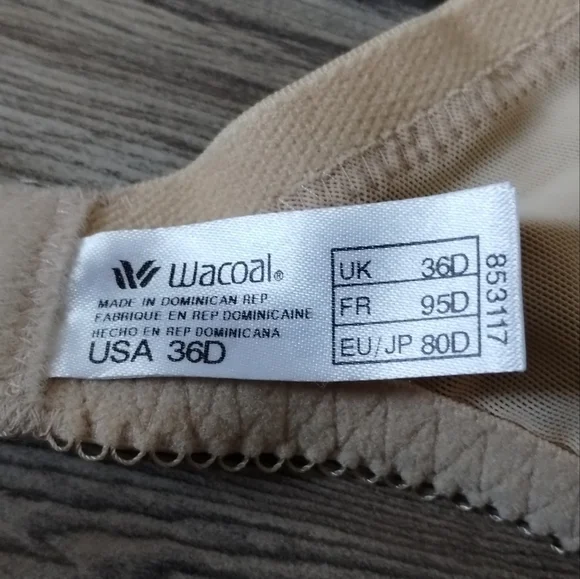 wacoal®
MADE IN DOMINICAN REP
FABRIQUE EN REP DOMINICAINE
HECHO EN REP DOMINICANA
USA 36D
UK 36D
FR 95D
EU/JP 80D
853117